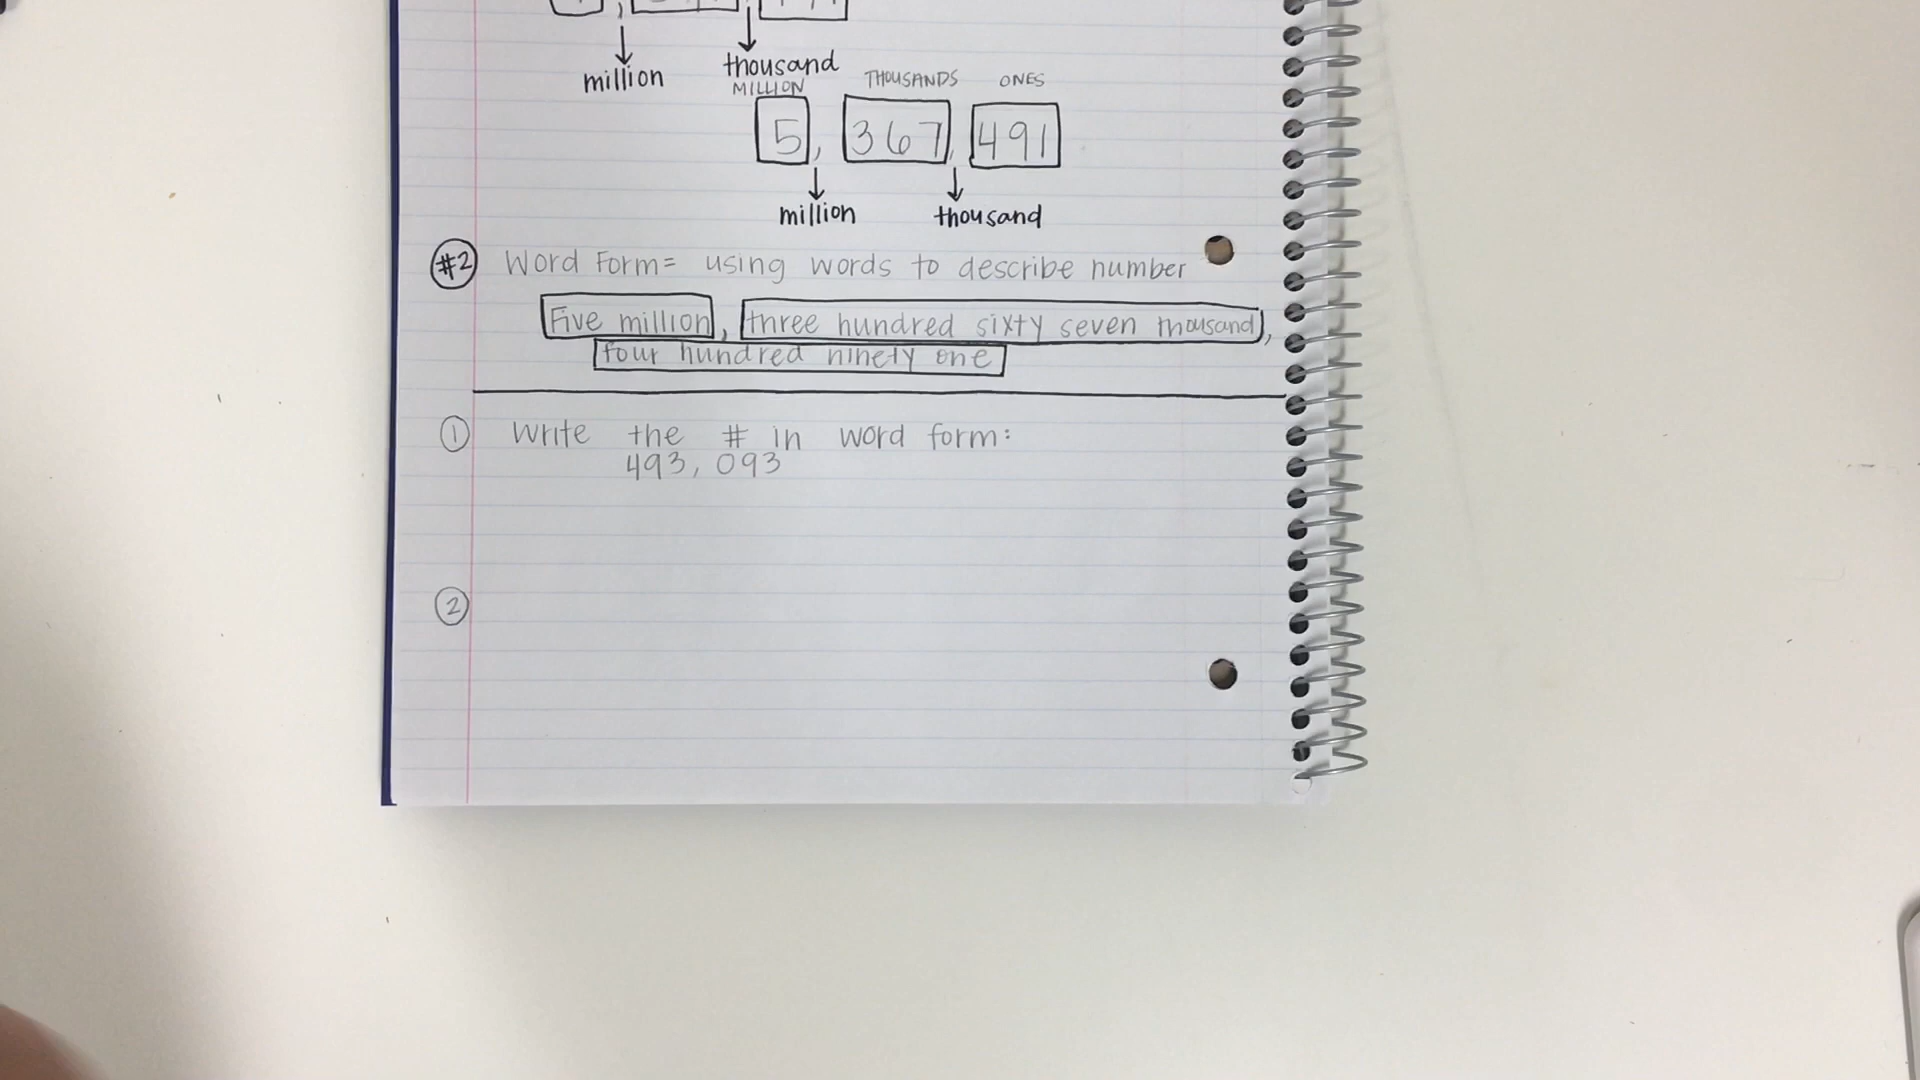 million thousand
MILLION THOUSANDS ONES
5, 367, 491
million thousand
#2 Word Form= using words to describe number
Five million, three hundred sixty seven thousand,
four hundred ninety one
1 Write the # in word form:
493, 093
2